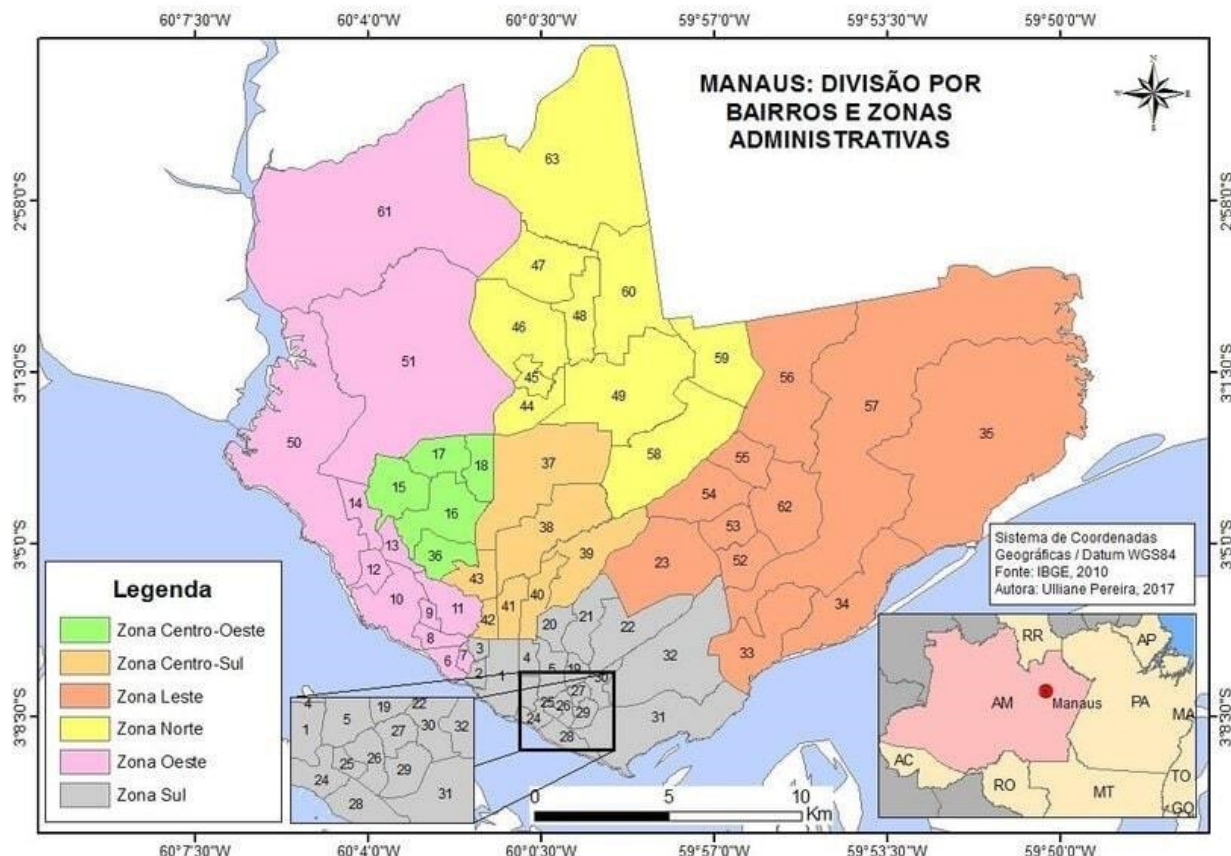 60°7'30"W 60°4'0"W 60°0'30"W 59°57'0"W 59°53'30"W 59°50'0"W
MANAUS: DIVISÃO POR
BAIRROS E ZONAS
ADMINISTRATIVAS
2°58'0"S
2°58'0"S
3°1'30"S
3°1'30"S
3°5'0"S
3°5'0"S
3°8'30"S
63
61
47
60
46
48
51
59
45
49
56
44
57
50
35
17
18
37
58
55
15
14
16
54
62
38
53
13
36
39
52
12
43
23
10
40
34
9
11
41
42
21
8
20
22
3
4
32
33
6
7
2
1
5
19
30
27
25
26
24
29
31
28
Sistema de Coordenadas
Geográficas / Datum WGS84
Fonte: IBGE, 2010
Autora: Ulliane Pereira, 2017
Legenda
Zona Centro-Oeste
Zona Centro-Sul
Zona Leste
Zona Norte
Zona Oeste
Zona Sul
4
19
22
1
5
27
30
32
25
26
24
29
28
31
RR
AP
AM
Manaus
PA
MA
AC
RO
MT
TO
GO
0 5 10
Km
60°7'30"W 60°4'0"W 60°0'30"W 59°57'0"W 59°53'30"W 59°50'0"W
3°8'30"S